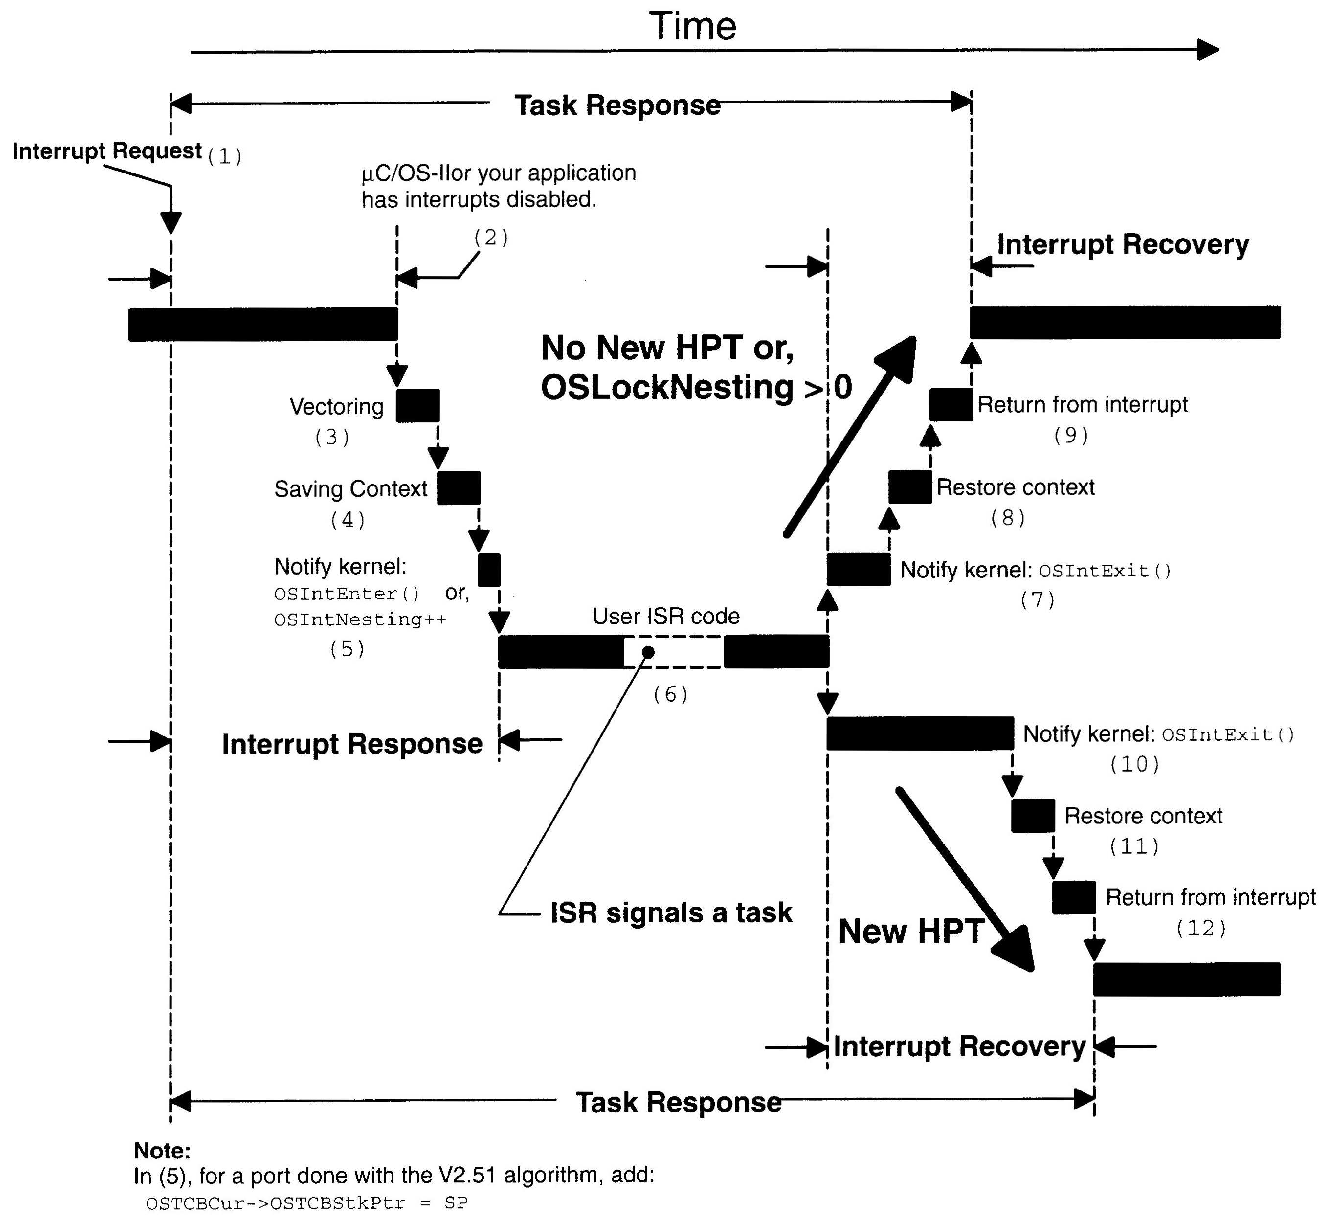 Time
Task Response
Interrupt Request (1)
µC/OS-IIor your application
has interrupts disabled.
(2)
Interrupt Recovery
No New HPT or,
OSLockNesting > 0
Vectoring
(3)
Return from interrupt
(9)
Saving Context
(4)
Restore context
(8)
Notify kernel:
OSIntEnter() or,
OSIntNesting++
(5)
Notify kernel: OSIntExit()
(7)
User ISR code
(6)
Interrupt Response
Notify kernel: OSIntExit()
(10)
Restore context
(11)
ISR signals a task
New HPT
Return from interrupt
(12)
Interrupt Recovery
Task Response
Note:
In (5), for a port done with the V2.51 algorithm, add:
OSTCBCur->OSTCBStkPtr = SP